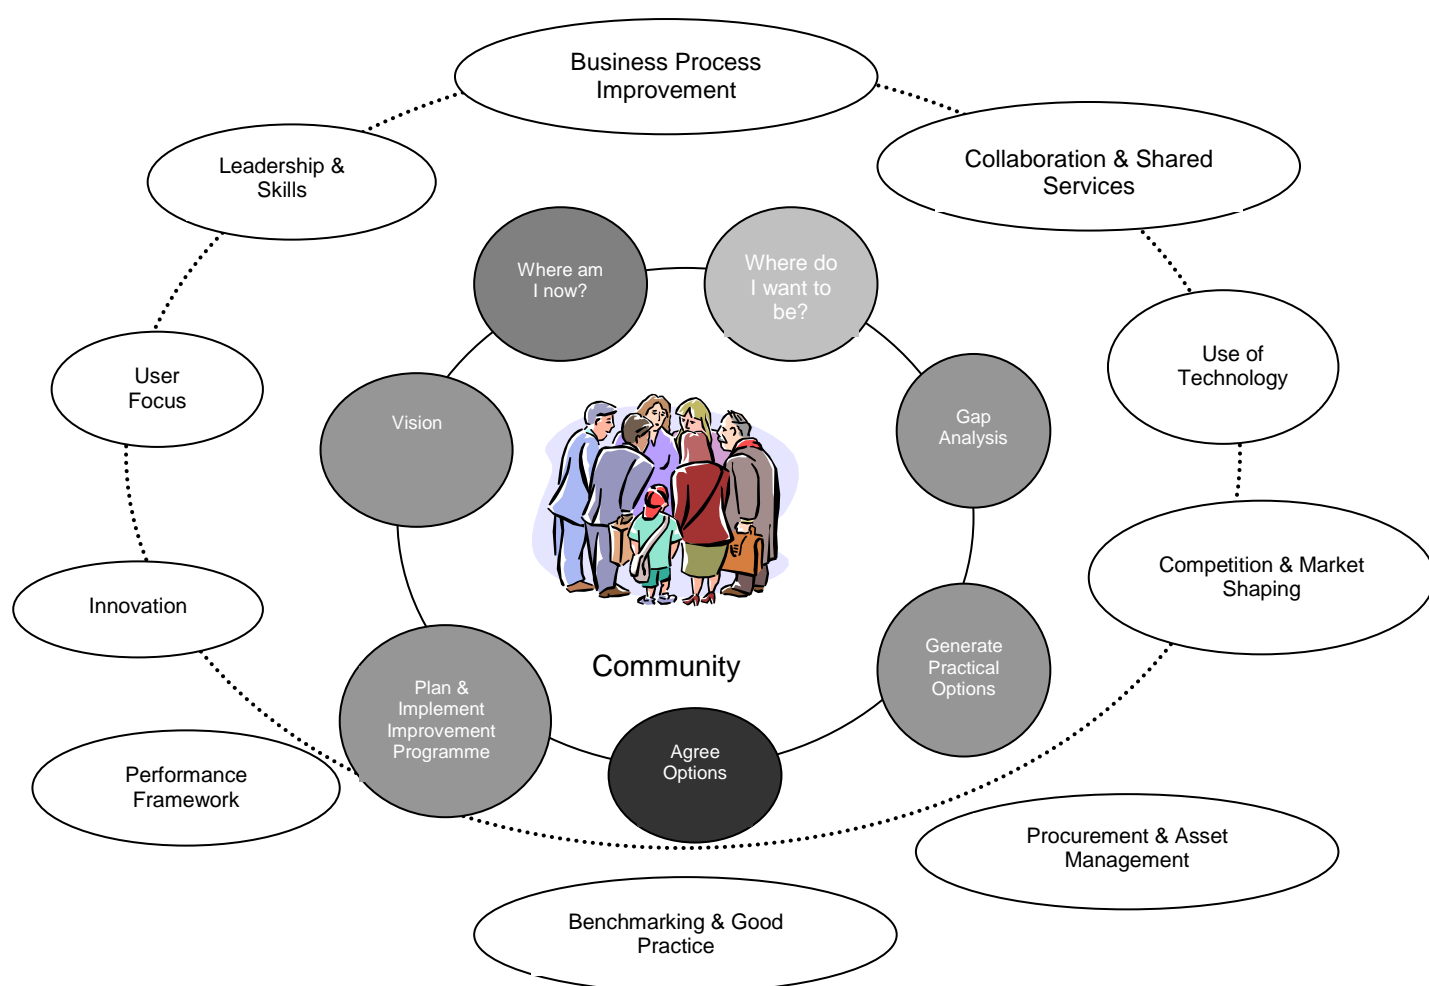 Business Process
Improvement
Leadership &
Skills
Collaboration & Shared
Services
Where am
I now?
Where do
I want to
be?
User
Focus
Use of
Technology
Vision
Gap
Analysis
Innovation
Competition & Market
Shaping
Community
Generate
Practical
Options
Plan &
Implement
Improvement
Programme
Agree
Options
Performance
Framework
Procurement & Asset
Management
Benchmarking & Good
Practice